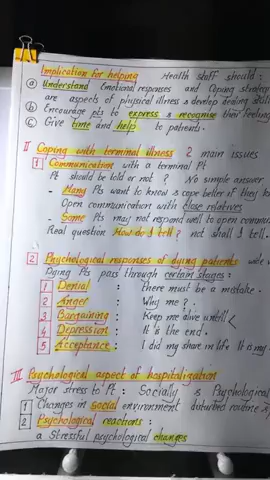 Implication for helping Health staff should:
a Understand Emotional responses and Coping strateg
are aspects of physical illness & develop dealing skills
b Encourage pts to express & recognise their feeling
c Give time and help to patients.
II Coping with terminal illness 2 main issues
1 Communication with a terminal Pt
Pt should be told or not? No simple answer
- Many Pts want to know & cope better if they k
Open communication with close relatives
- Some Pts may not respond well to open commu
Real question How do I tell? not shall I tell.
2 Psychological responses of dying patients wide v
Dying Pts pass through certain stages:
1 Denial : There must be a mistake.
2 Anger : Why me?
3 Bargaining : Keep me alive until <
4 Depression : It is the end.
5 Acceptance : I did my share in life. It is my
III Psychological aspect of hospitalization
Major stress to Pt: Socially & Psychological
1 Changes in social environment disturbed routine &
2 Psychological reactions:
a Stressful psychological changes